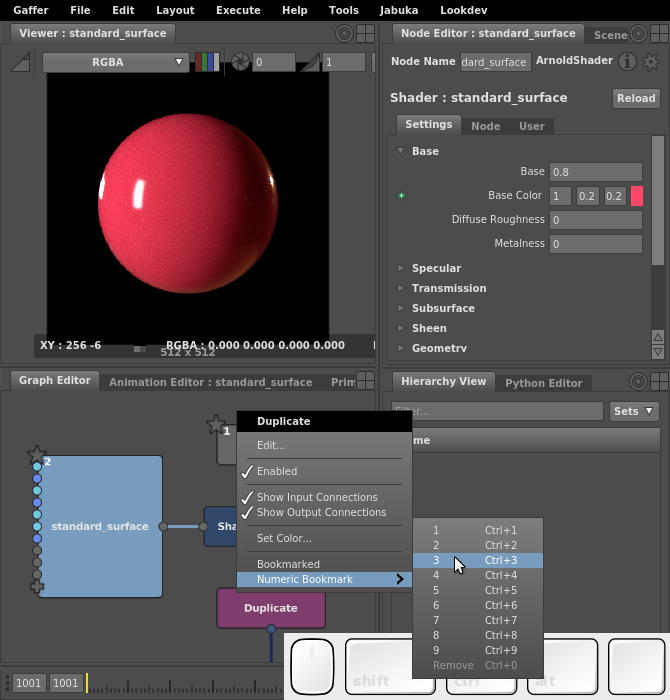 Gaffer File Edit Layout Execute Help Tools Jabuka Lookdev
Viewer : standard_surface
RGBA
0
1
XY : 256 -6 RGBA : 0.000 0.000 0.000 0.000
512 x 512
Node Editor : standard_surface Scene
Node Name dard_surface ArnoldShader
Shader : standard_surface Reload
Settings Node User
Base
Base 0.8
Base Color 1 0.2 0.2
Diffuse Roughness 0
Metalness 0
Specular
Transmission
Subsurface
Sheen
Geometry
Graph Editor Animation Editor : standard_surface Prim
1
2
standard_surface
Sha
Duplicate
Duplicate
Edit...
Enabled
Show Input Connections
Show Output Connections
Set Color...
Bookmarked
Numeric Bookmark
1 Ctrl+1
2 Ctrl+2
3 Ctrl+3
4 Ctrl+4
5 Ctrl+5
6 Ctrl+6
7 Ctrl+7
8 Ctrl+8
9 Ctrl+9
Remove Ctrl+0
Hierarchy View Python Editor
Filter... Sets
me
1001 1001
shift ctrl alt